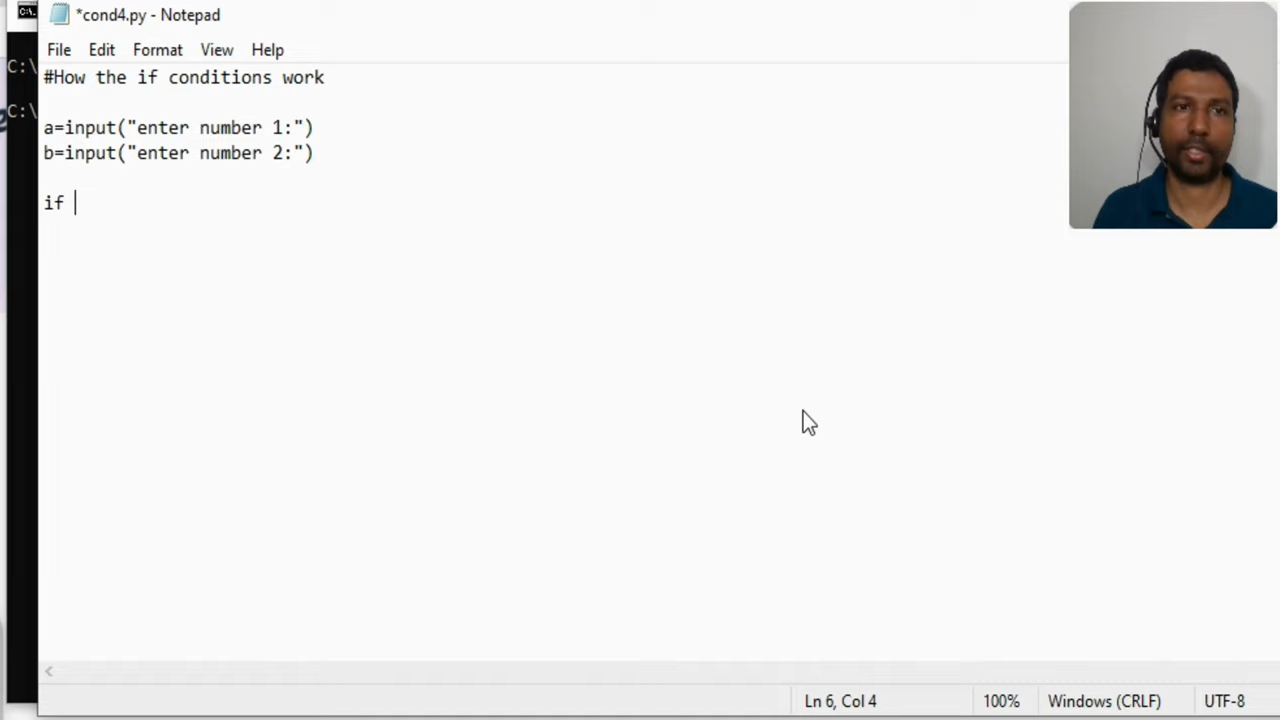 *cond4.py - Notepad
File Edit Format View Help
#How the if conditions work
a=input("enter number 1:")
b=input("enter number 2:")
if
C:\
C:\
Ln 6, Col 4 100% Windows (CRLF) UTF-8